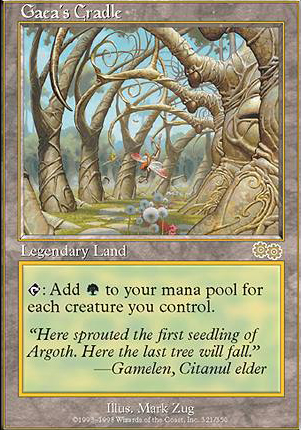 Gaea's Cradle
Legendary Land
: Add to your mana pool for
each creature you control.
"Here sprouted the first seedling of
Argoth. Here the last tree will fall."
—Gamelen, Citanul elder
Illus. Mark Zug
©1993-1998 Wizards of the Coast, Inc. 321/350